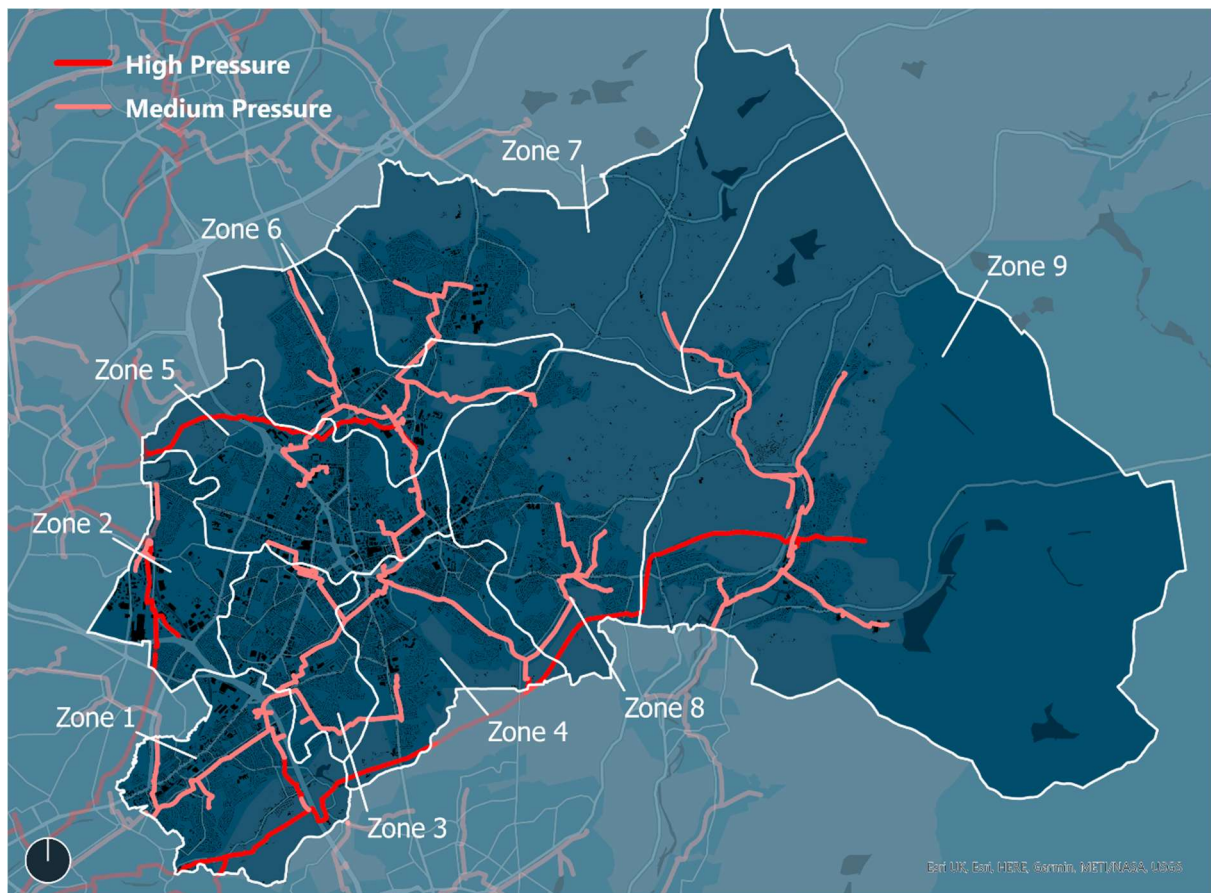 High Pressure
Medium Pressure
Zone 7
Zone 6
Zone 9
Zone 5
Zone 2
Zone 1
Zone 4
Zone 8
Zone 3
Esri UK, Esri, HERE, Garmin, METI/NASA, USGS